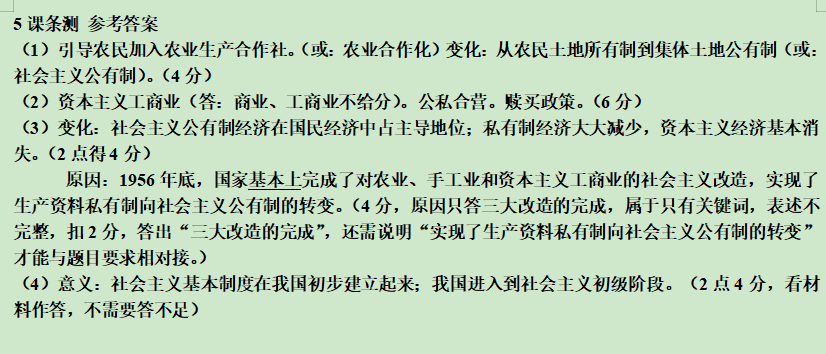 5 课条测 参考答案
（1）引导农民加入农业生产合作社。（或：农业合作化）变化：从农民土地所有制到集体土地公有制（或：
社会主义公有制）。（4 分）
（2）资本主义工商业（答：商业、工商业不给分）。公私合营。赎买政策。（6 分）
（3）变化：社会主义公有制经济在国民经济中占主导地位；私有制经济大大减少，资本主义经济基本消
失。（2 点得 4 分）
原因：1956 年底，国家基本上完成了对农业、手工业和资本主义工商业的社会主义改造，实现了
生产资料私有制向社会主义公有制的转变。（4 分，原因只答三大改造的完成，属于只有关键词，表述不
完整，扣 2 分，答出“三大改造的完成”，还需说明“实现了生产资料私有制向社会主义公有制的转变”
才能与题目要求相对接。）
（4）意义：社会主义基本制度在我国初步建立起来；我国进入到社会主义初级阶段。（2 点 4 分，看材
料作答，不需要答不足）